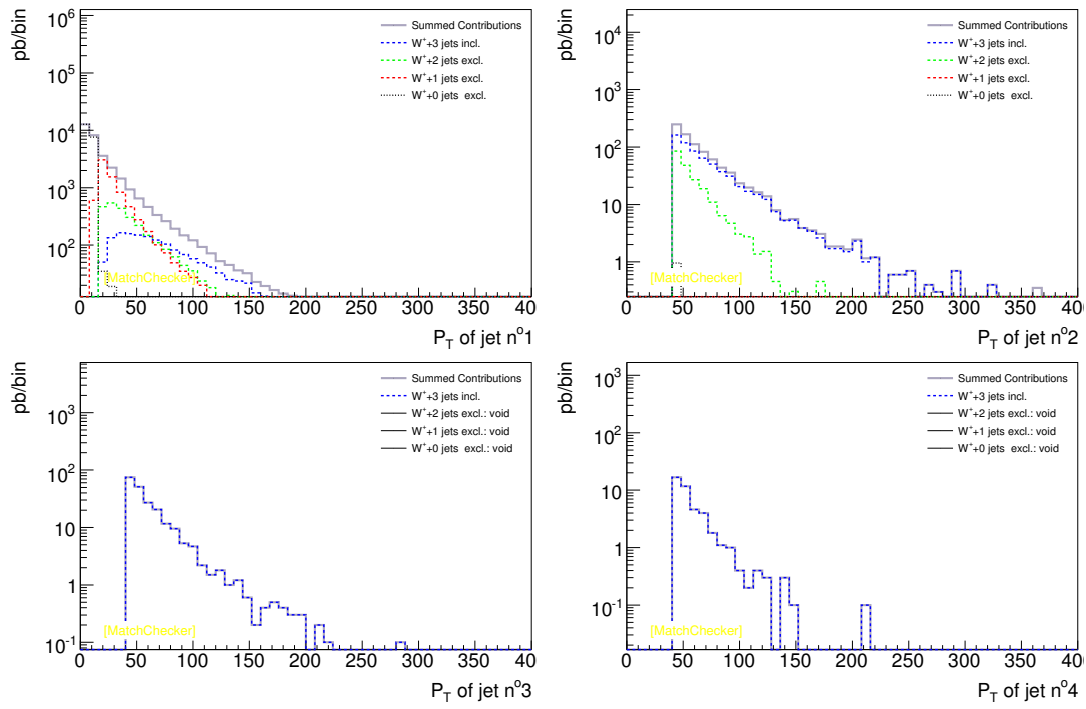 pb/bin
10⁶
10⁵
10⁴
10³
10²
Summed Contributions
W⁺+3 jets incl.
W⁺+2 jets excl.
W⁺+1 jets excl.
W⁺+0 jets excl.
[MatchChecker]
0 50 100 150 200 250 300 350 40
P_T of jet nº1
pb/bin
10⁴
10³
10²
10
1
Summed Contributions
W⁺+3 jets incl.
W⁺+2 jets excl.
W⁺+1 jets excl.
W⁺+0 jets excl.
[MatchChecker]
0 50 100 150 200 250 300 350 400
P_T of jet nº2
pb/bin
10³
10²
10
1
10⁻¹
Summed Contributions
W⁺+3 jets incl.
W⁺+2 jets excl.: void
W⁺+1 jets excl.: void
W⁺+0 jets excl.: void
[MatchChecker]
0 50 100 150 200 250 300 350 40
P_T of jet nº3
pb/bin
10³
10²
10
1
10⁻¹
Summed Contributions
W⁺+3 jets incl.
W⁺+2 jets excl.: void
W⁺+1 jets excl.: void
W⁺+0 jets excl.: void
[MatchChecker]
0 50 100 150 200 250 300 350 400
P_T of jet nº4